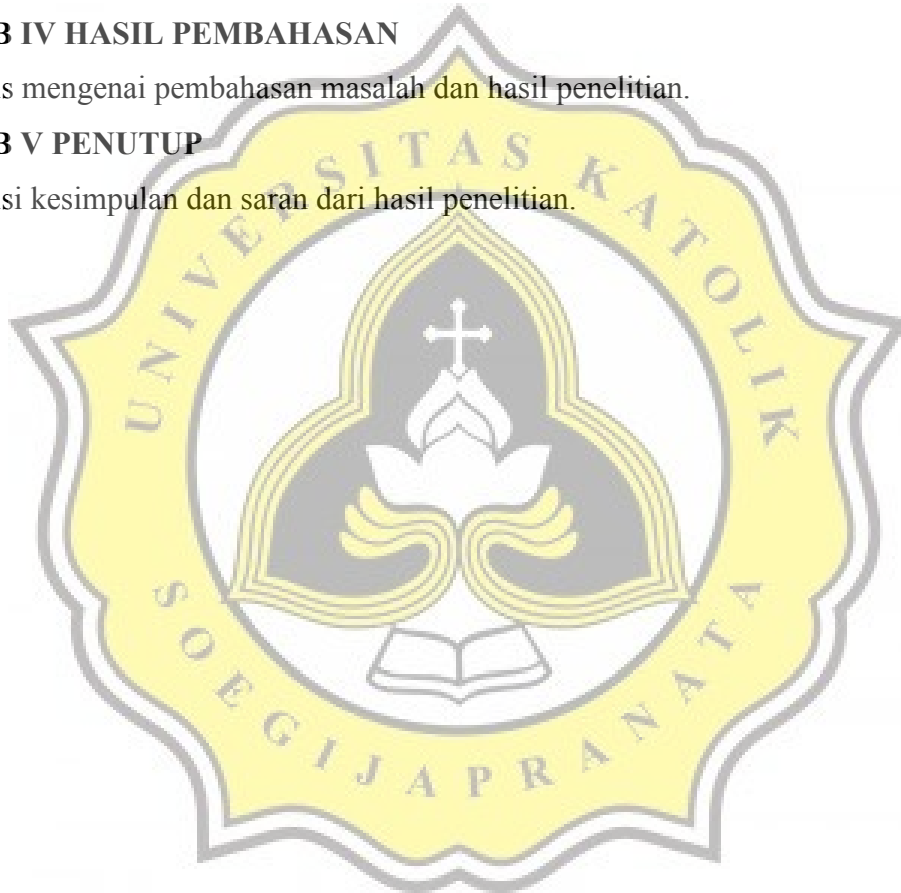 B IV HASIL PEMBAHASAN
s mengenai pembahasan masalah dan hasil penelitian.
B V PENUTUP
si kesimpulan dan saran dari hasil penelitian.
UNIVERSITAS KATOLIK
SOEGIJAPRANATA